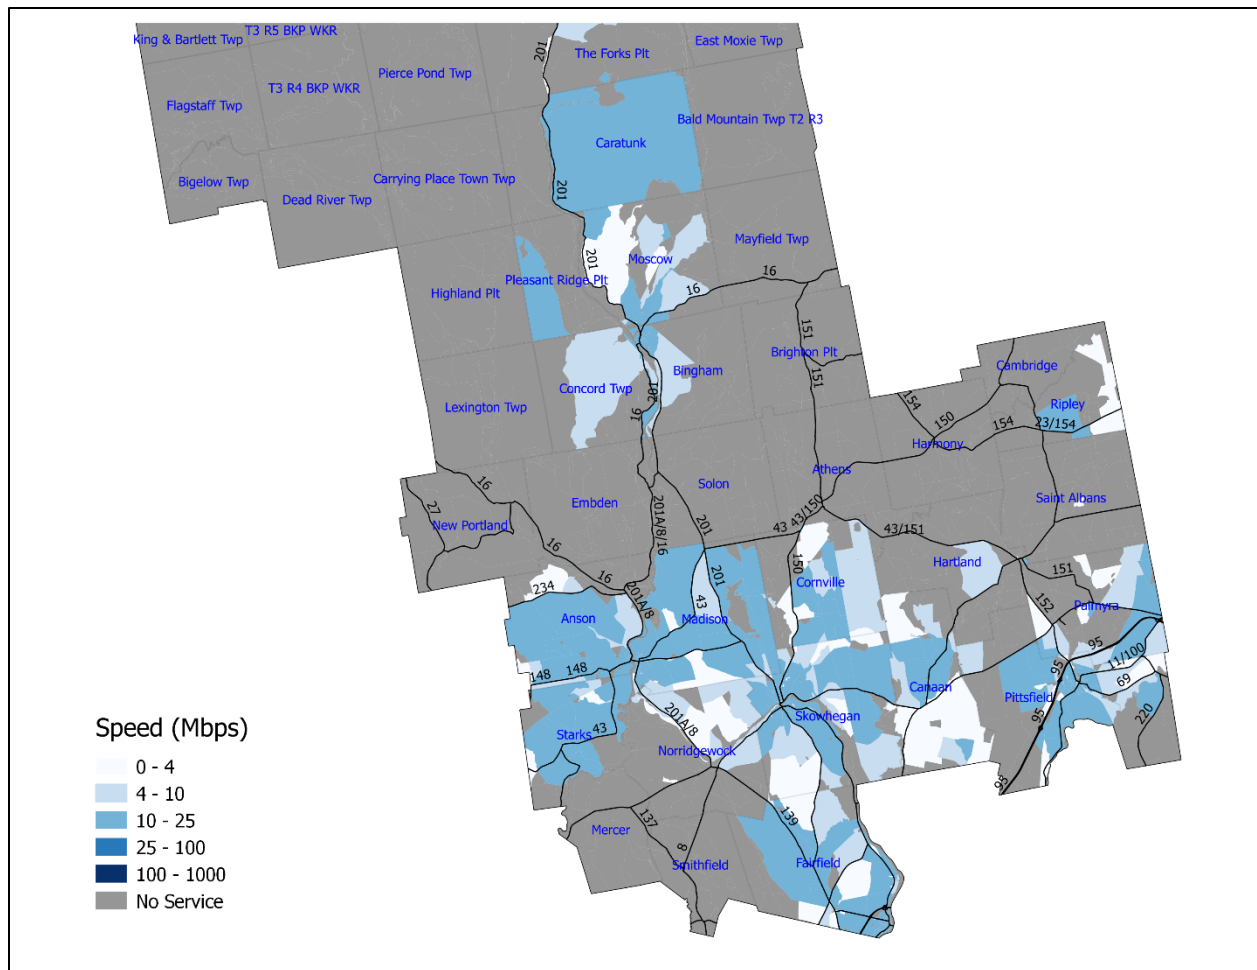 T3 R5 BKP WKR
King & Bartlett Twp
201
The Forks Plt
East Moxie Twp
Pierce Pond Twp
T3 R4 BKP WKR
Flagstaff Twp
Bald Mountain Twp T2 R3
Caratunk
Bigelow Twp
Carrying Place Town Twp
Dead River Twp
201
Mayfield Twp
201
Moscow
16
Pleasant Ridge Plt
16
Highland Plt
151
Brighton Plt
Cambridge
Bingham
151
Concord Twp
201
154
Ripley
Lexington Twp
16
150
154
23/154
Harmony
Athens
16
Solon
Saint Albans
Embden
27
New Portland
43/150
201A/8/16
201
43
43/151
16
150
Hartland
151
16
234
201
Cornville
201A/8
43
152
Palmyra
Anson
Madison
95
11/100
148
148
95
69
Canaan
Pittsfield
201A/8
Skowhegan
95
220
Speed (Mbps)
Starks
43
Norridgewock
0 - 4
95
4 - 10
10 - 25
139
Mercer
137
25 - 100
8
Smithfield
Fairfield
100 - 1000
No Service